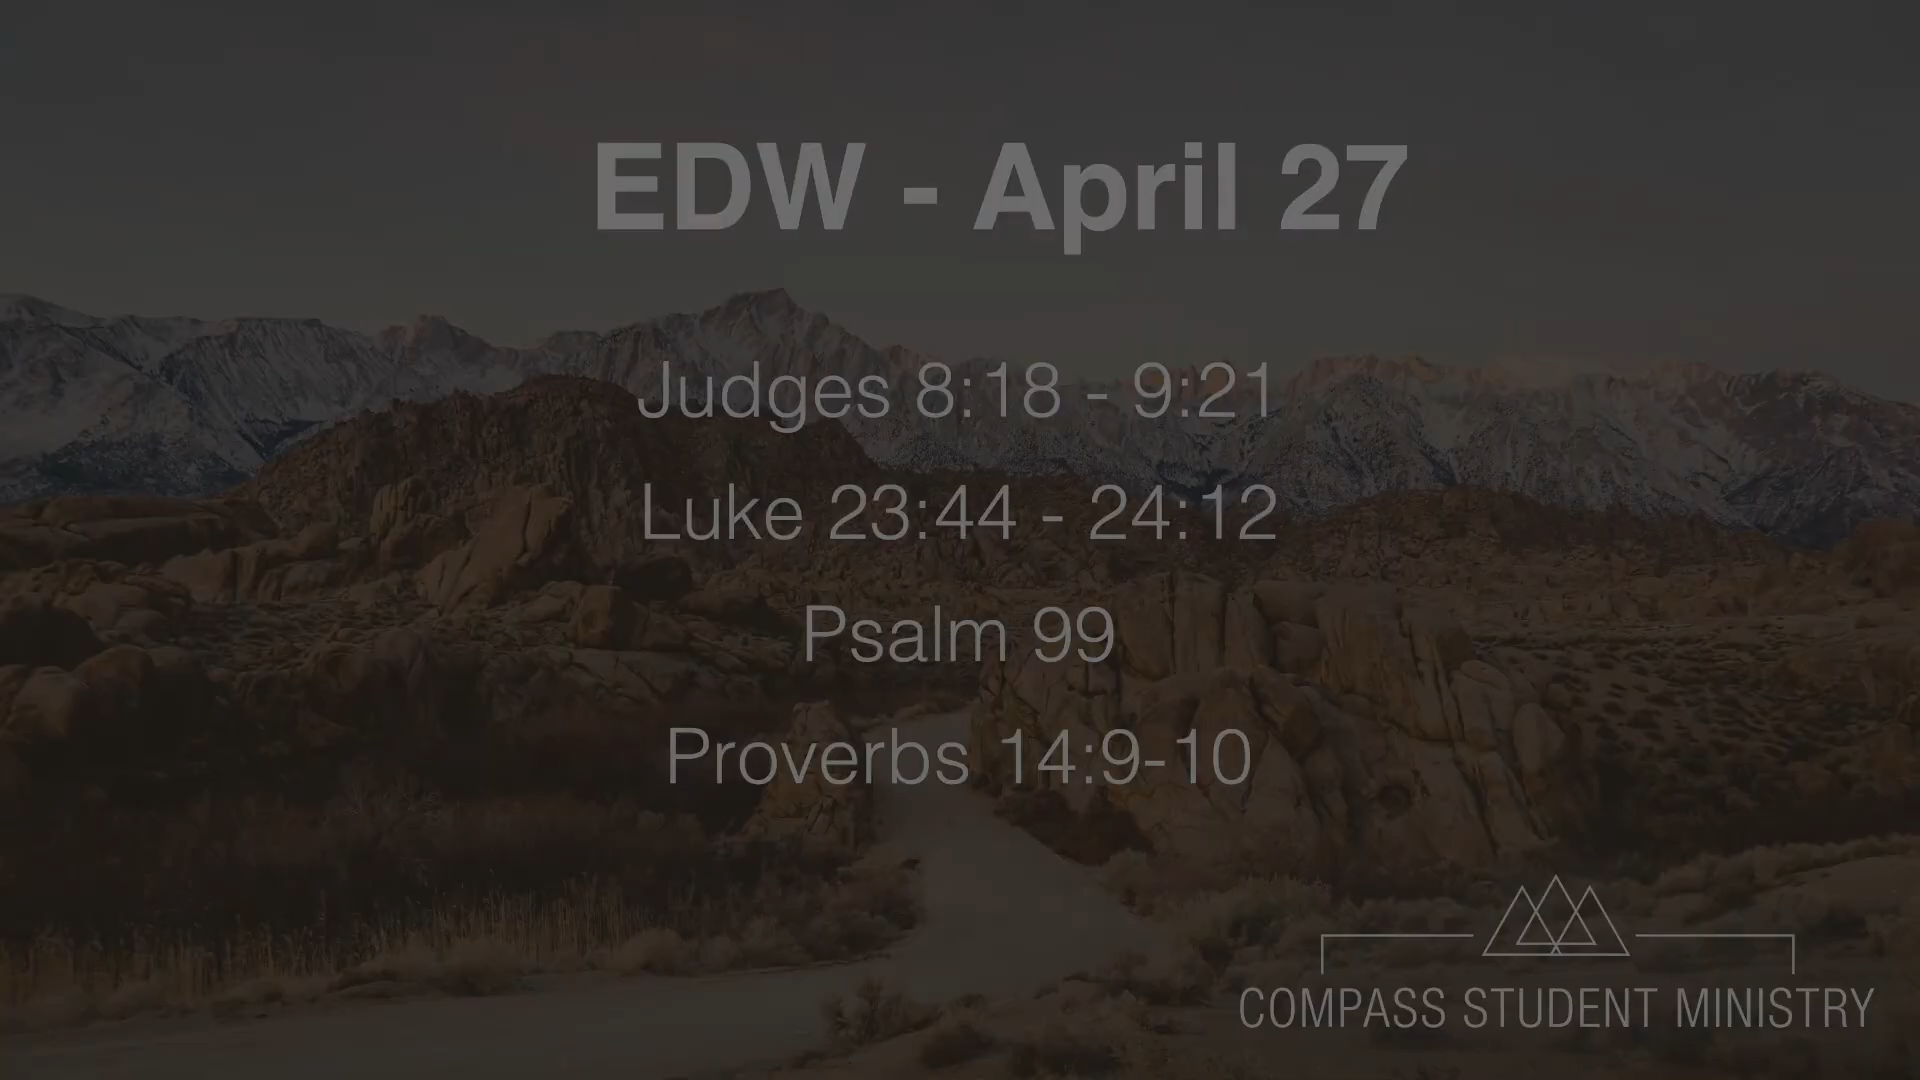 EDW - April 27
Judges 8:18 - 9:21
Luke 23:44 - 24:12
Psalm 99
Proverbs 14:9-10
COMPASS STUDENT MINISTRY